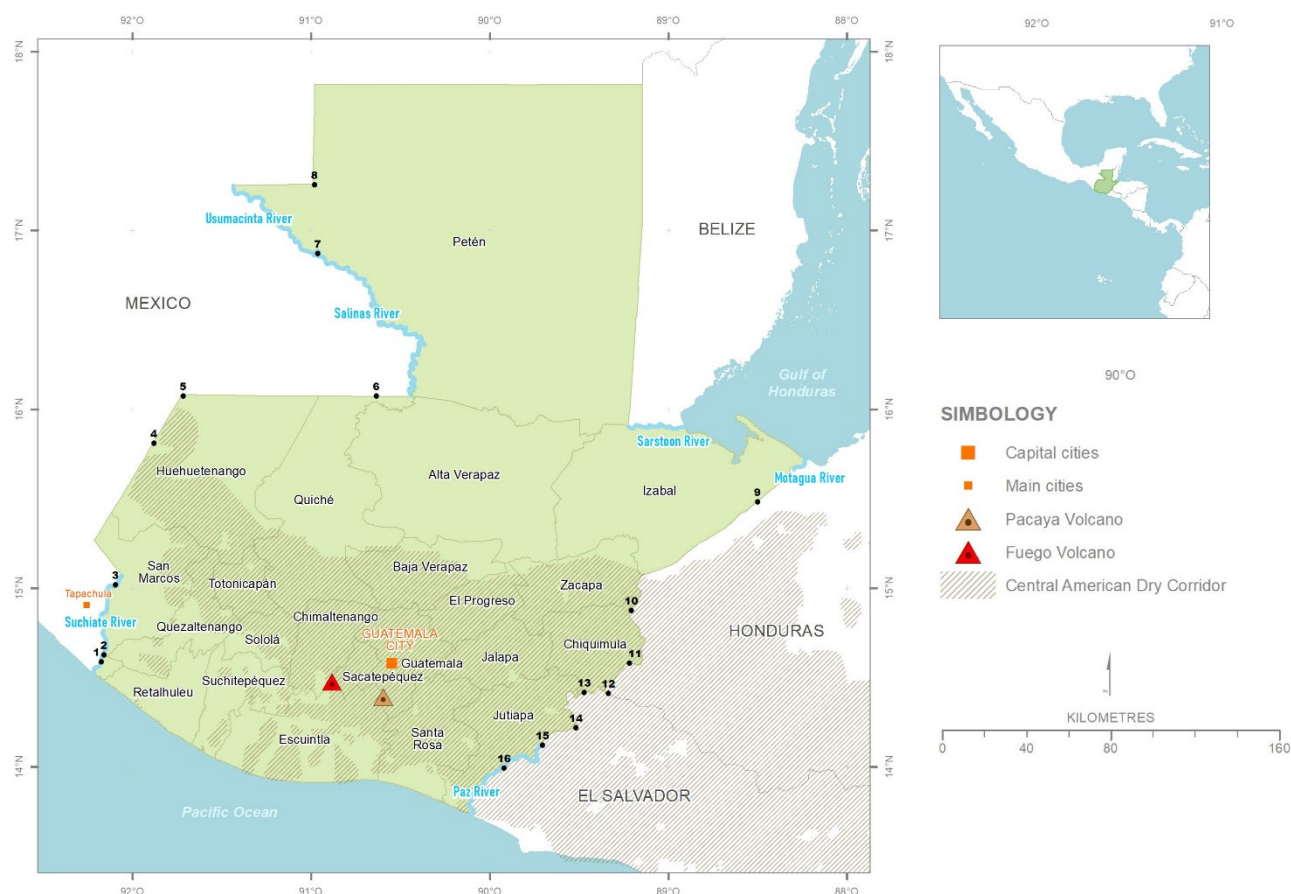 92°O
91°O
90°O
89°O
88°O
18°N
18°N
8
Usumacinta River
17°N
7
Petén
BELIZE
17°N
MEXICO
Salinas River
5
6
Gulf of
Honduras
16°N
16°N
4
Sarstoon River
Huehuetenango
Alta Verapaz
Motagua River
Quiché
Izabal
9
San
Marcos
3
Totonicapán
Baja Verapaz
Zacapa
15°N
15°N
Tapachula
El Progreso
10
Suchiate River
Quezaltenango
Chimaltenango
HONDURAS
Sololá
GUATEMALA
CITY
Chiquimula
1
2
Guatemala
Jalapa
11
Retalhuleu
Suchitepéquez
Sacatepéquez
13
12
Jutiapa
14
Escuintla
Santa
Rosa
15
14°N
16
14°N
Paz River
EL SALVADOR
Pacific Ocean
92°O
91°O
90°O
89°O
88°O
92°O
91°O
90°O
SIMBOLOGY
Capital cities
Main cities
Pacaya Volcano
Fuego Volcano
Central American Dry Corridor
KILOMETRES
0
40
80
160